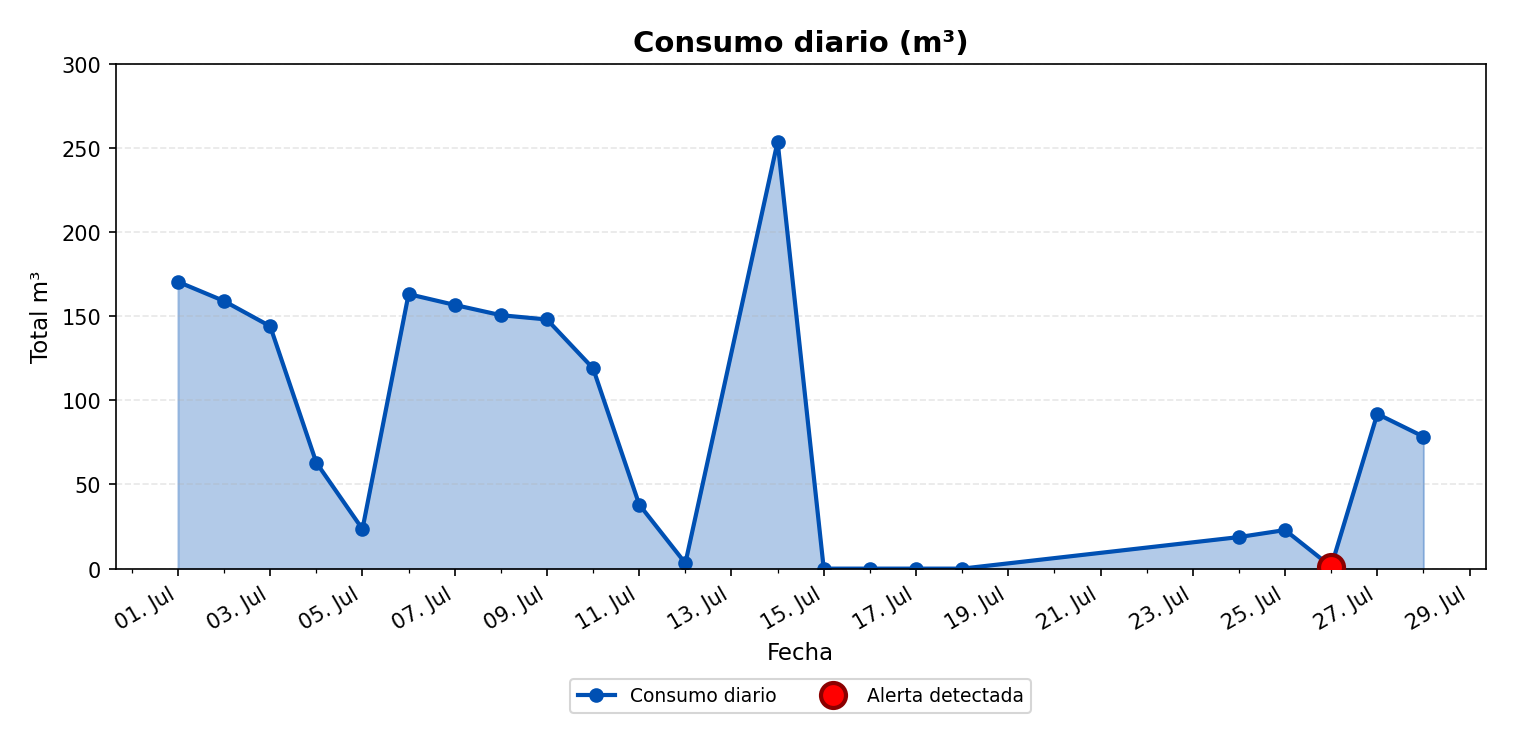 Consumo diario (m³)
300
250
200
150
100
50
0
Total m³
01. Jul
03. Jul
05. Jul
07. Jul
09. Jul
11. Jul
13. Jul
15. Jul
17. Jul
19. Jul
21. Jul
23. Jul
25. Jul
27. Jul
29. Jul
Fecha
Consumo diario
Alerta detectada